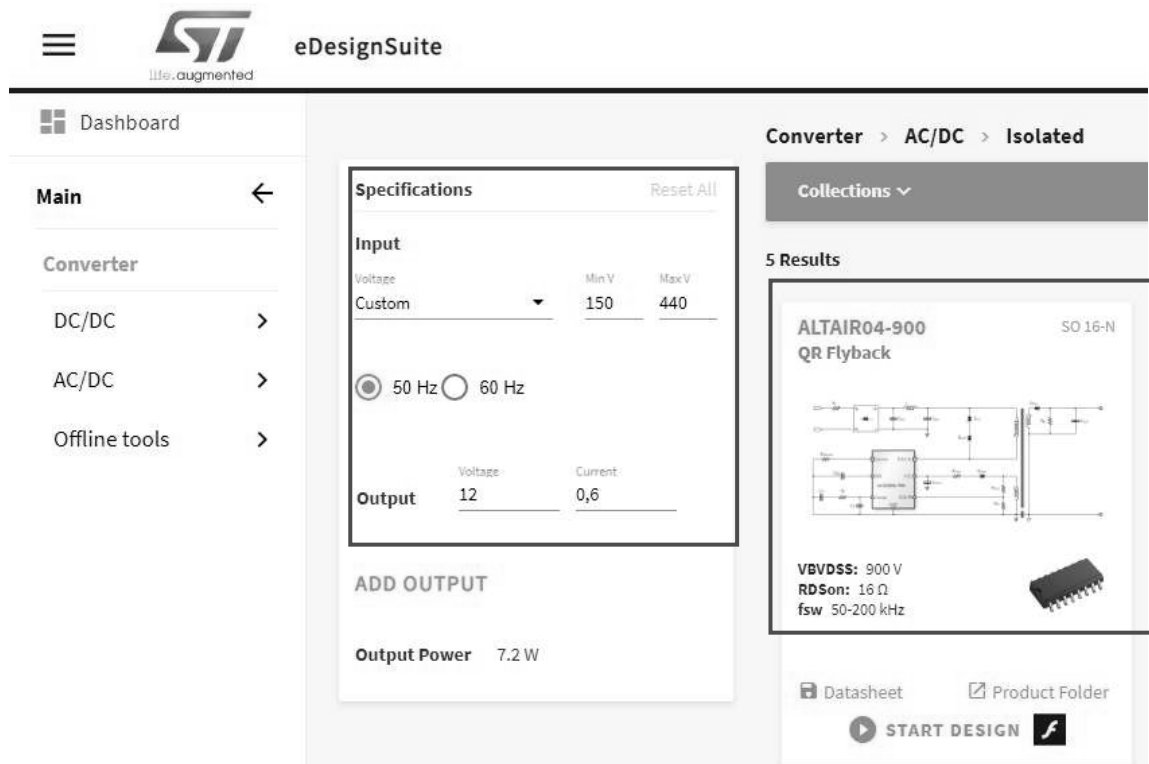 ST
life.augmented
eDesignSuite
Dashboard
Main
Converter
DC/DC
AC/DC
Offline tools
Specifications
Reset All
Input
Voltage
Min V
Max V
Custom
150
440
50 Hz
60 Hz
Voltage
Current
Output
12
0,6
ADD OUTPUT
Output Power 7.2 W
Converter > AC/DC > Isolated
Collections
5 Results
ALTAIR04-900
SO 16-N
QR Flyback
VBVDSS: 900 V
RDSon: 16 Ω
fsw 50-200 kHz
Datasheet
Product Folder
START DESIGN